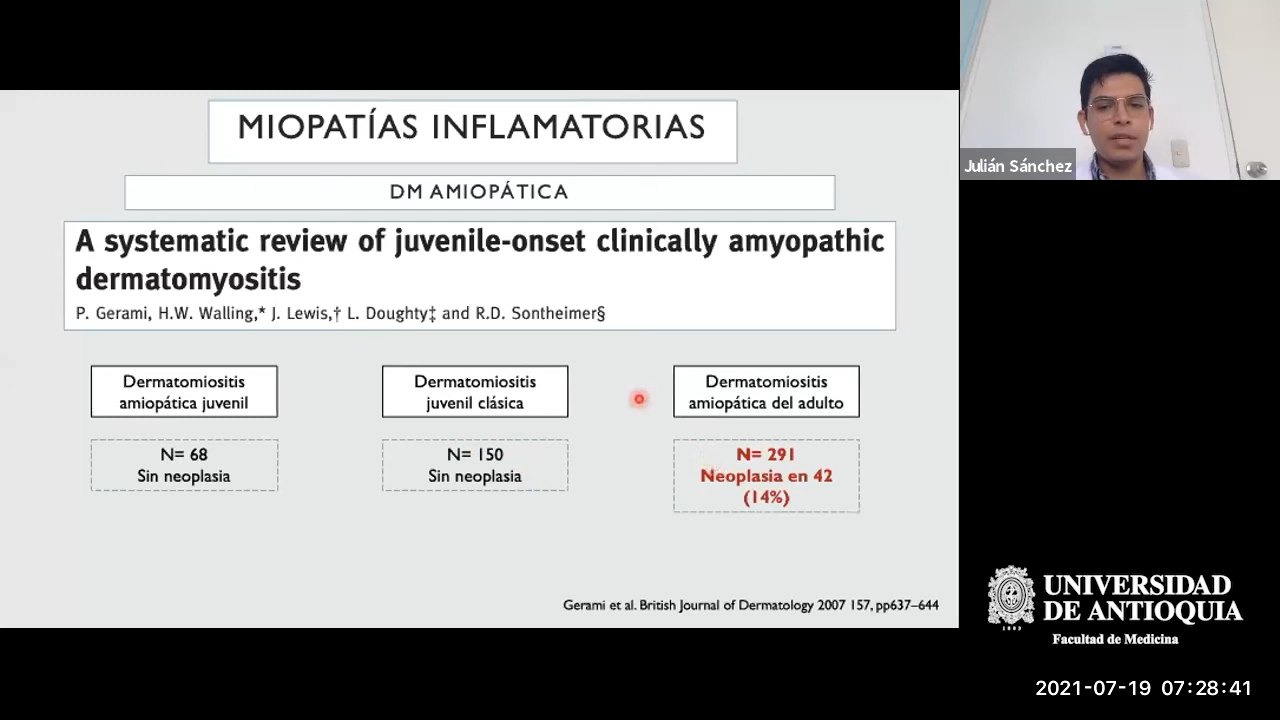 MIOPATÍAS INFLAMATORIAS
DM AMIOPÁTICA
A systematic review of juvenile-onset clinically amyopathic
dermatomyositis
P. Gerami, H.W. Walling,* J. Lewis,† L. Doughty‡ and R.D. Sontheimer§
Dermatomiositis
amiopática juvenil
N= 68
Sin neoplasia
Dermatomiositis
juvenil clásica
N= 150
Sin neoplasia
Dermatomiositis
amiopática del adulto
N= 291
Neoplasia en 42
(14%)
Gerami et al. British Journal of Dermatology 2007 157, pp637–644
Julián Sánchez
1803
UNIVERSIDAD
DE ANTIOQUIA
Facultad de Medicina
2021-07-19 07:28:41